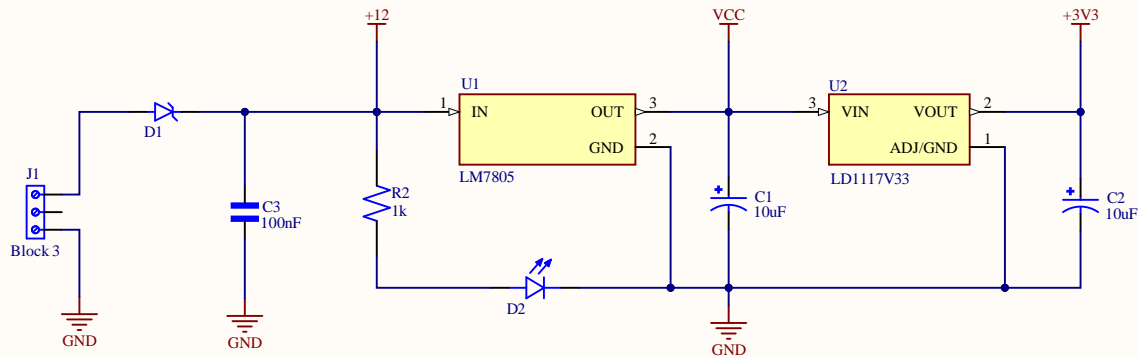 +12
VCC
+3V3
U1
U2
1
IN
OUT
3
3
VIN
VOUT
2
D1
GND
2
ADJ/GND
1
J1
LM7805
LD1117V33
R2
1k
C3
100nF
C1
10uF
C2
10uF
Block 3
D2
GND
GND
GND